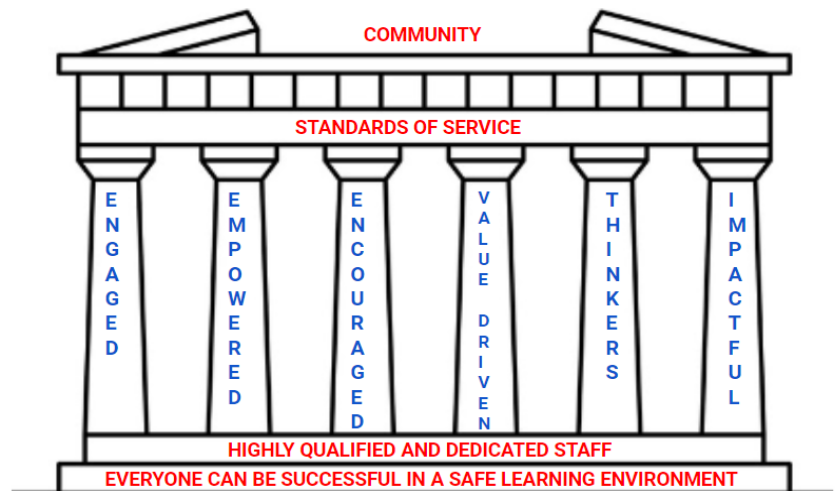 COMMUNITY
STANDARDS OF SERVICE
ENGAGED
EMPOWERED
ENCOURAGED
VALUE DRIVEN
THINKERS
IMPACTFUL
HIGHLY QUALIFIED AND DEDICATED STAFF
EVERYONE CAN BE SUCCESSFUL IN A SAFE LEARNING ENVIRONMENT